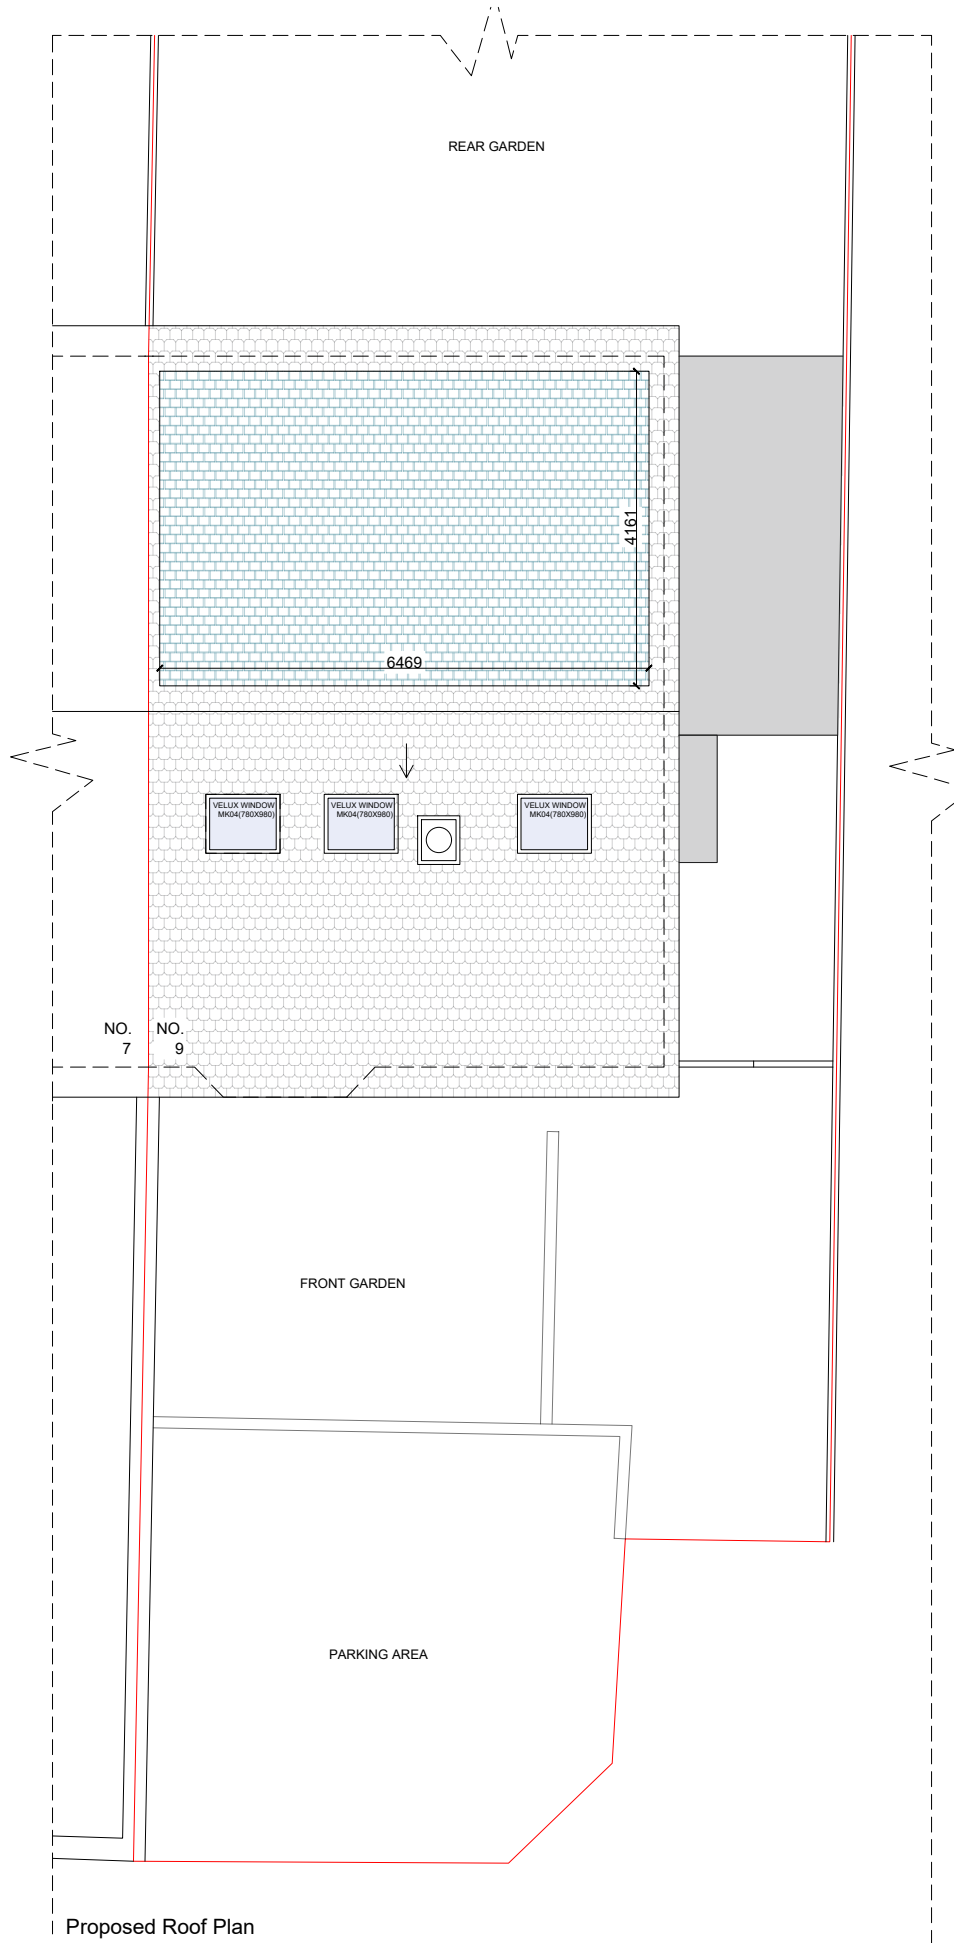 REAR GARDEN
4161
6469
VELUX WINDOW
MK04(780X980)
VELUX WINDOW
MK04(780X980)
VELUX WINDOW
MK04(780X980)
NO.
7
NO.
9
FRONT GARDEN
PARKING AREA
Proposed Roof Plan